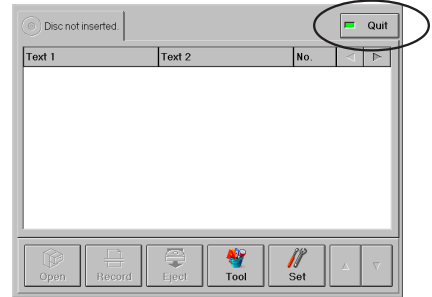 Disc not inserted.
Quit
Text 1 Text 2 No.
Open Record Eject Tool Set